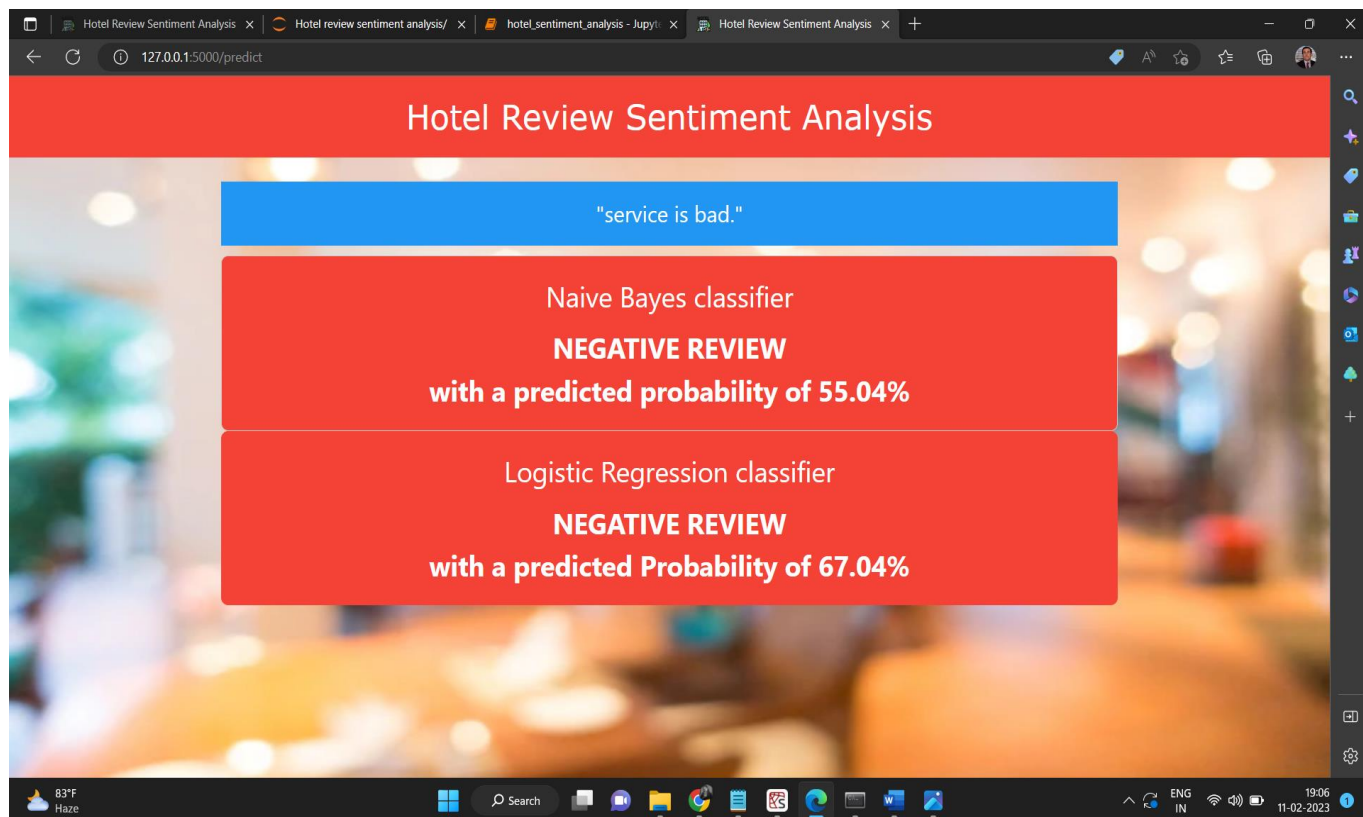 Hotel Review Sentiment Analysis
Hotel review sentiment analysis/
hotel_sentiment_analysis - Jupyte
Hotel Review Sentiment Analysis
127.0.0.1:5000/predict
Hotel Review Sentiment Analysis
"service is bad."
Naive Bayes classifier
NEGATIVE REVIEW
with a predicted probability of 55.04%
Logistic Regression classifier
NEGATIVE REVIEW
with a predicted Probability of 67.04%
83°F
Haze
Search
ENG
IN
19:06
11-02-2023
1